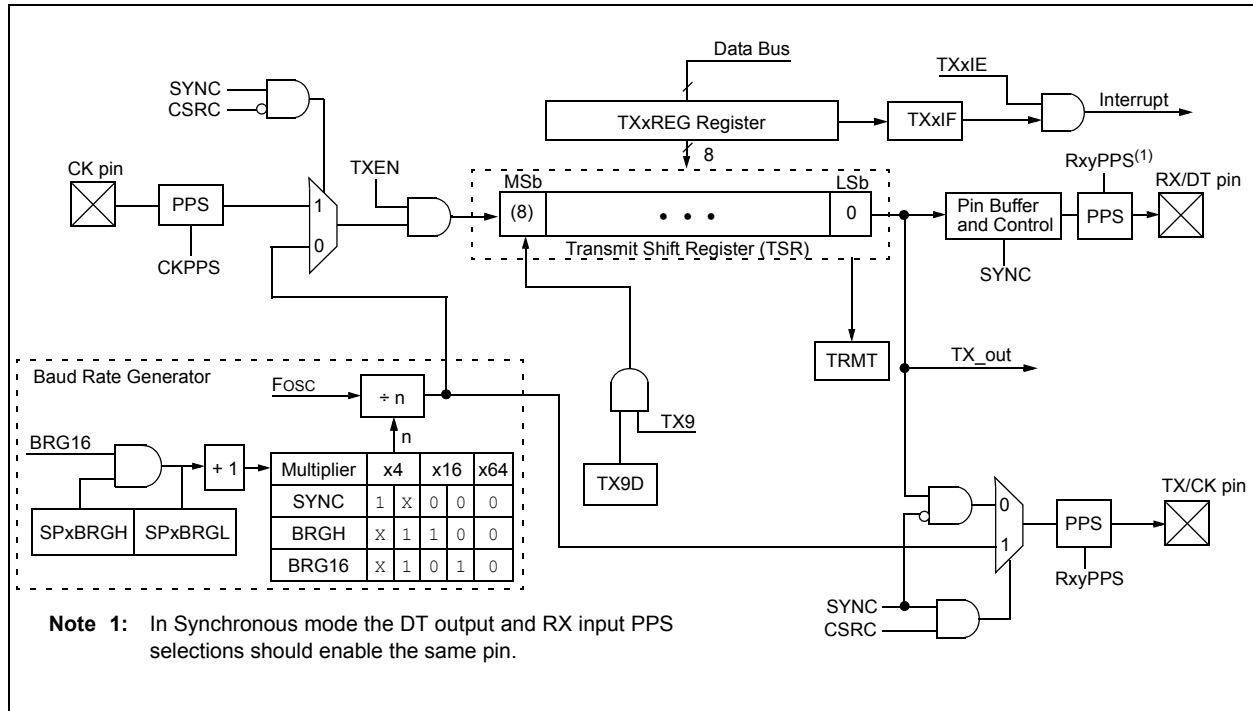 Data Bus
TXxIE
SYNC
CSRC
Interrupt
TXxREG Register
TXxIF
8
CK pin
TXEN
RxyPPS(1)
RX/DT pin
MSb
LSb
PPS
1
(8)
• • •
0
Pin Buffer
and Control
PPS
0
Transmit Shift Register (TSR)
CKPPS
SYNC
TRMT
TX_out
Baud Rate Generator
FOSC
÷ n
n
TX9
BRG16
+ 1
Multiplier x4 x16 x64
SYNC 1 X 0 0 0
BRGH X 1 1 0 0
BRG16 X 1 0 1 0
SPxBRGH SPxBRGL
TX9D
TX/CK pin
0
PPS
1
RxyPPS
SYNC
CSRC
Note 1: In Synchronous mode the DT output and RX input PPS
selections should enable the same pin.